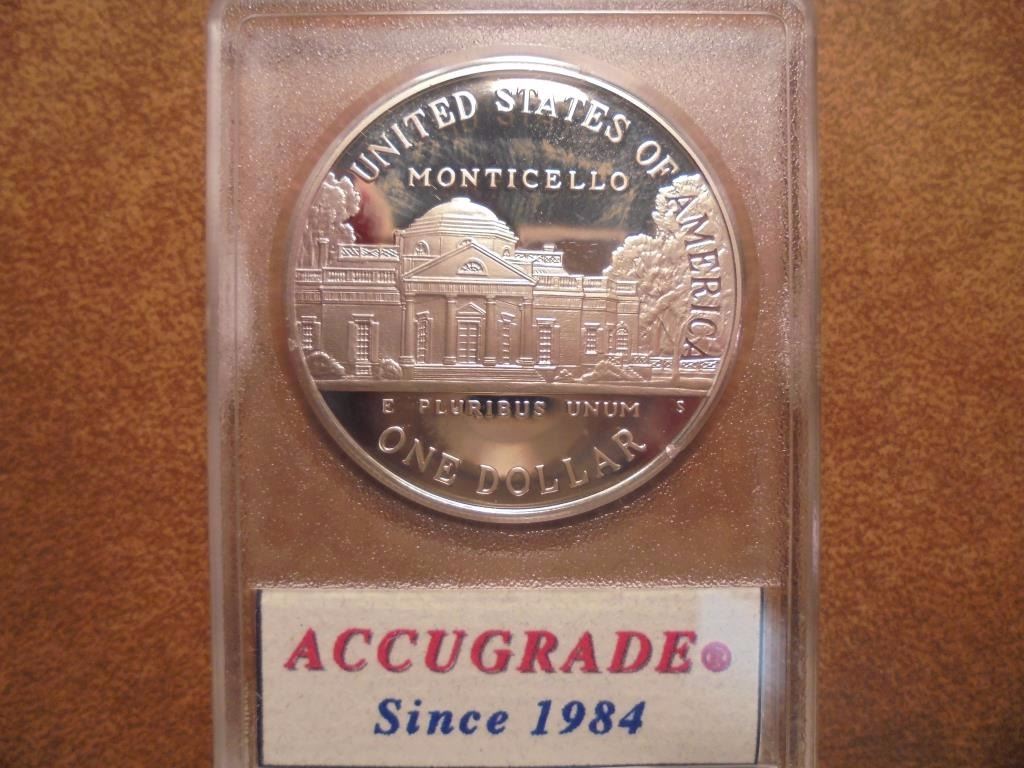 UNITED STATES OF AMERICA
MONTICELLO
E PLURIBUS UNUM S
ONE DOLLAR
ACCUGRADE®
Since 1984